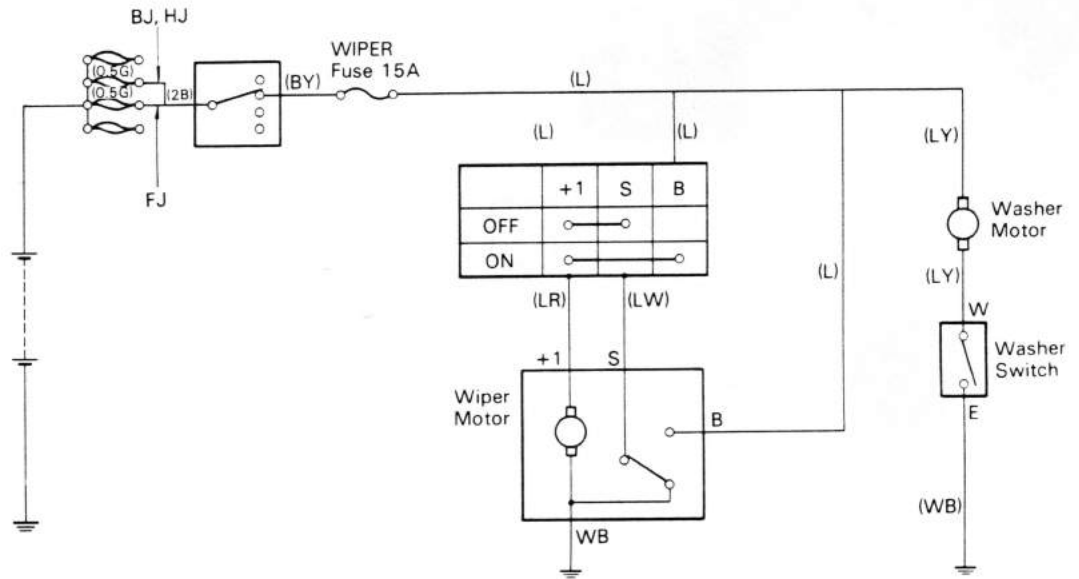 BJ, HJ
WIPER
Fuse 15A
(0.5G)
(0.5G)
(2B)
(BY)
(L)
FJ
(L)
(L)
(LY)
+1 S B
OFF
ON
Washer
Motor
(LR)
(LW)
(L)
(LY)
W
Washer
Switch
E
+1
S
Wiper
Motor
B
WB
(WB)